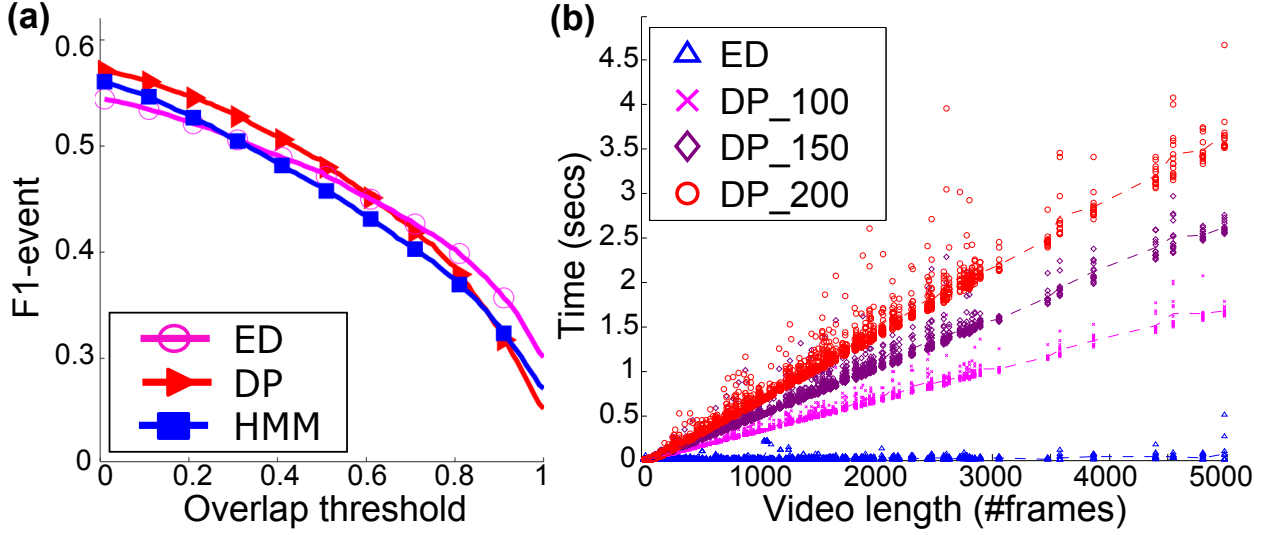 (a)
F1-event
0.6
0.5
0.4
0.3
0
0 0.2 0.4 0.6 0.8 1
Overlap threshold
ED
DP
HMM
(b)
Time (secs)
4.5
4
3.5
3
2.5
2
1.5
1
0.5
0
0 1000 2000 3000 4000 5000
Video length (#frames)
ED
DP_100
DP_150
DP_200